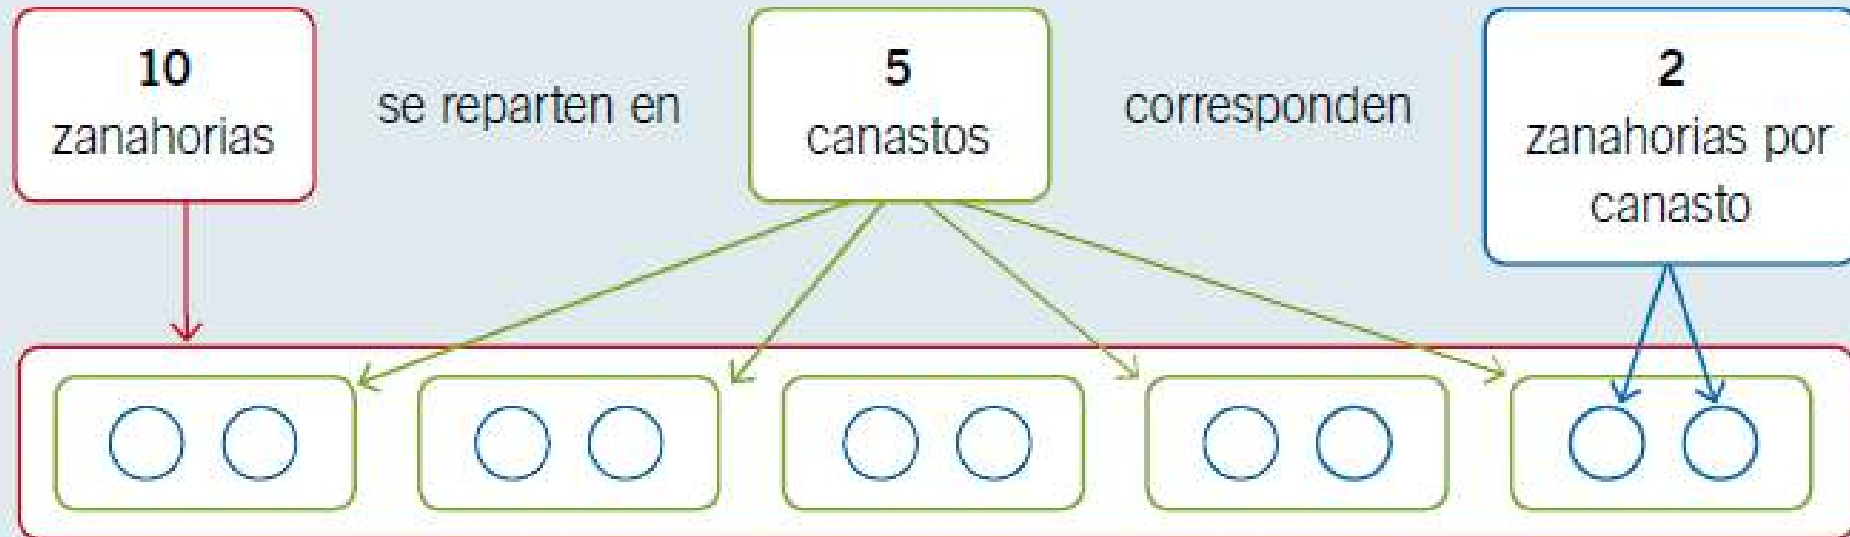 10
zanahorias
se reparten en
5
canastos
corresponden
2
zanahorias por
canasto